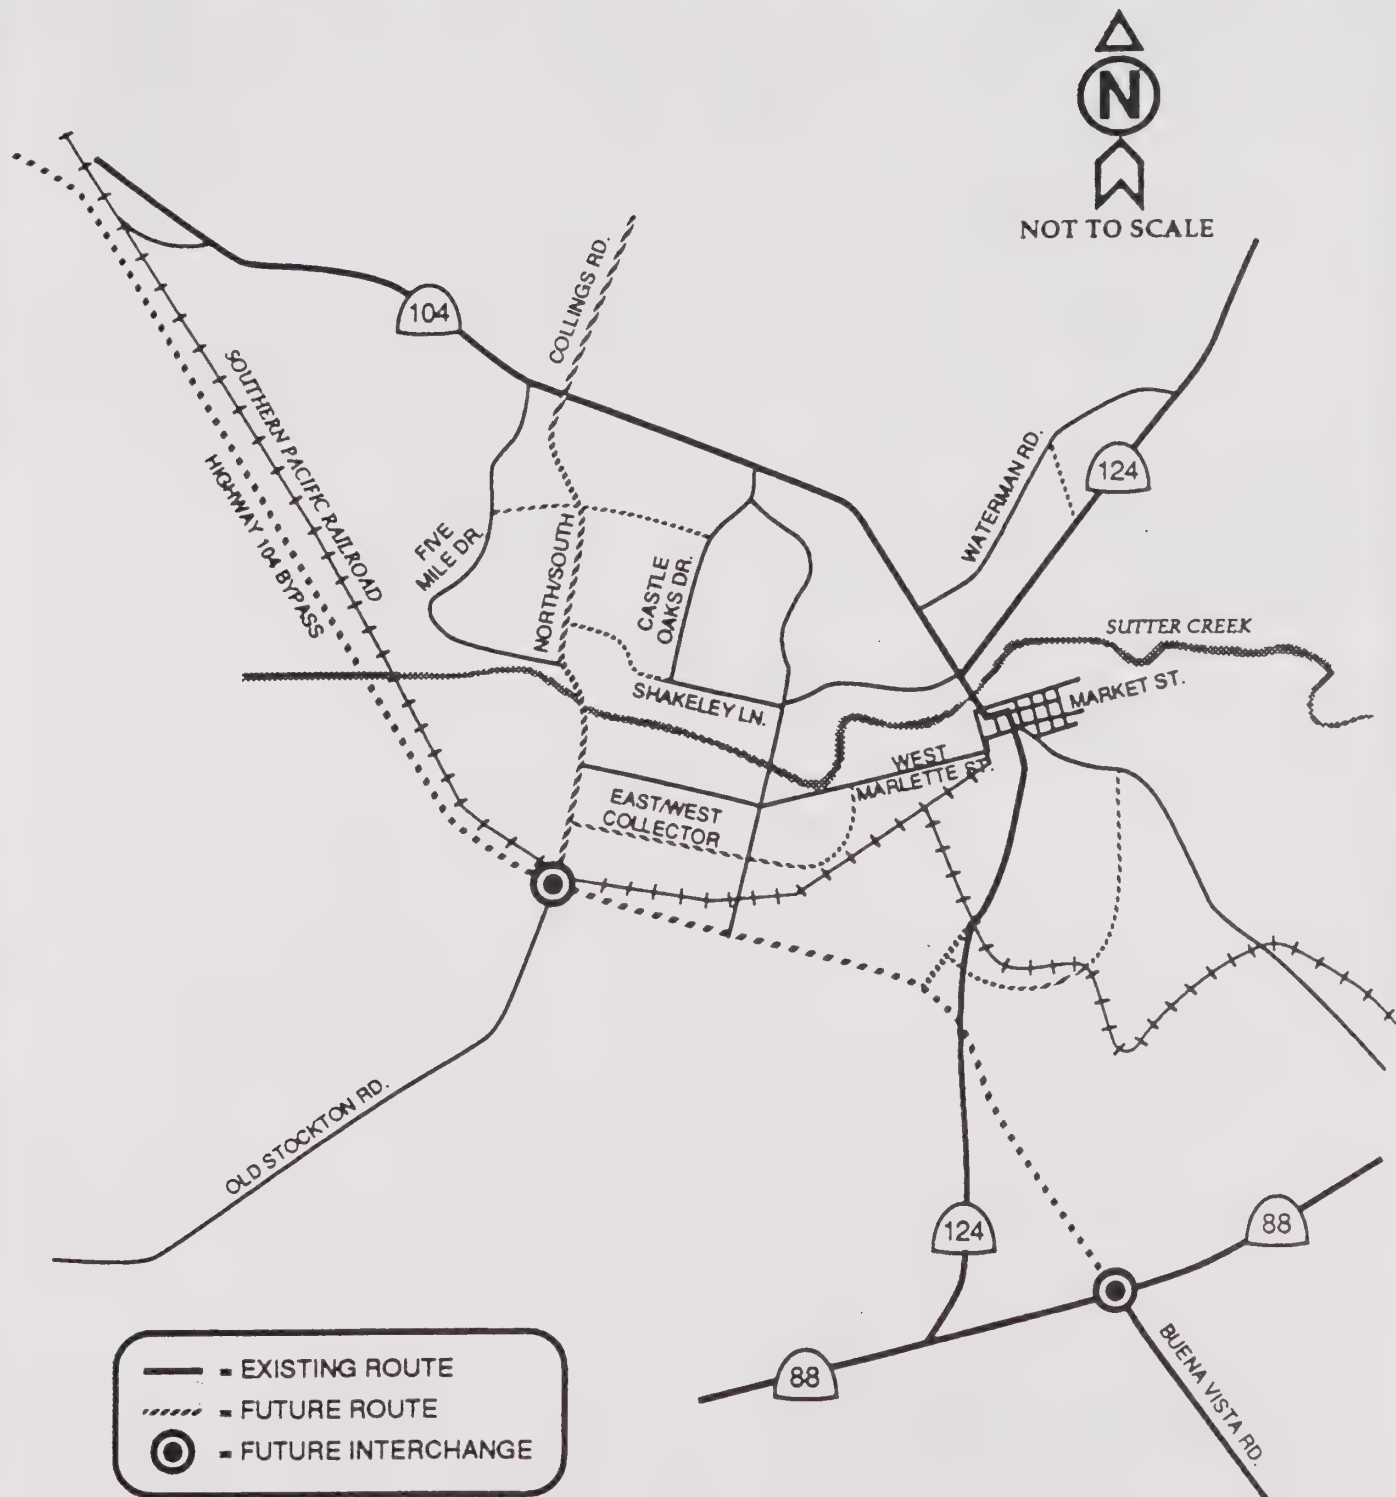 N
NOT TO SCALE
104
COLLINGS RD.
SOUTHERN PACIFIC RAILROAD
HIGHWAY 104 BYPASS
WATERMAN RD.
124
FIVE
MILE DR.
NORTH/SOUTH
CASTLE
OAKS DR.
SUTTER CREEK
SHAKELEY LN.
MARKET ST.
WEST
MARLETTE ST.
EAST/WEST
COLLECTOR
OLD STOCKTON RD.
124
88
88
BUENA VISTA RD.
= EXISTING ROUTE
= FUTURE ROUTE
= FUTURE INTERCHANGE